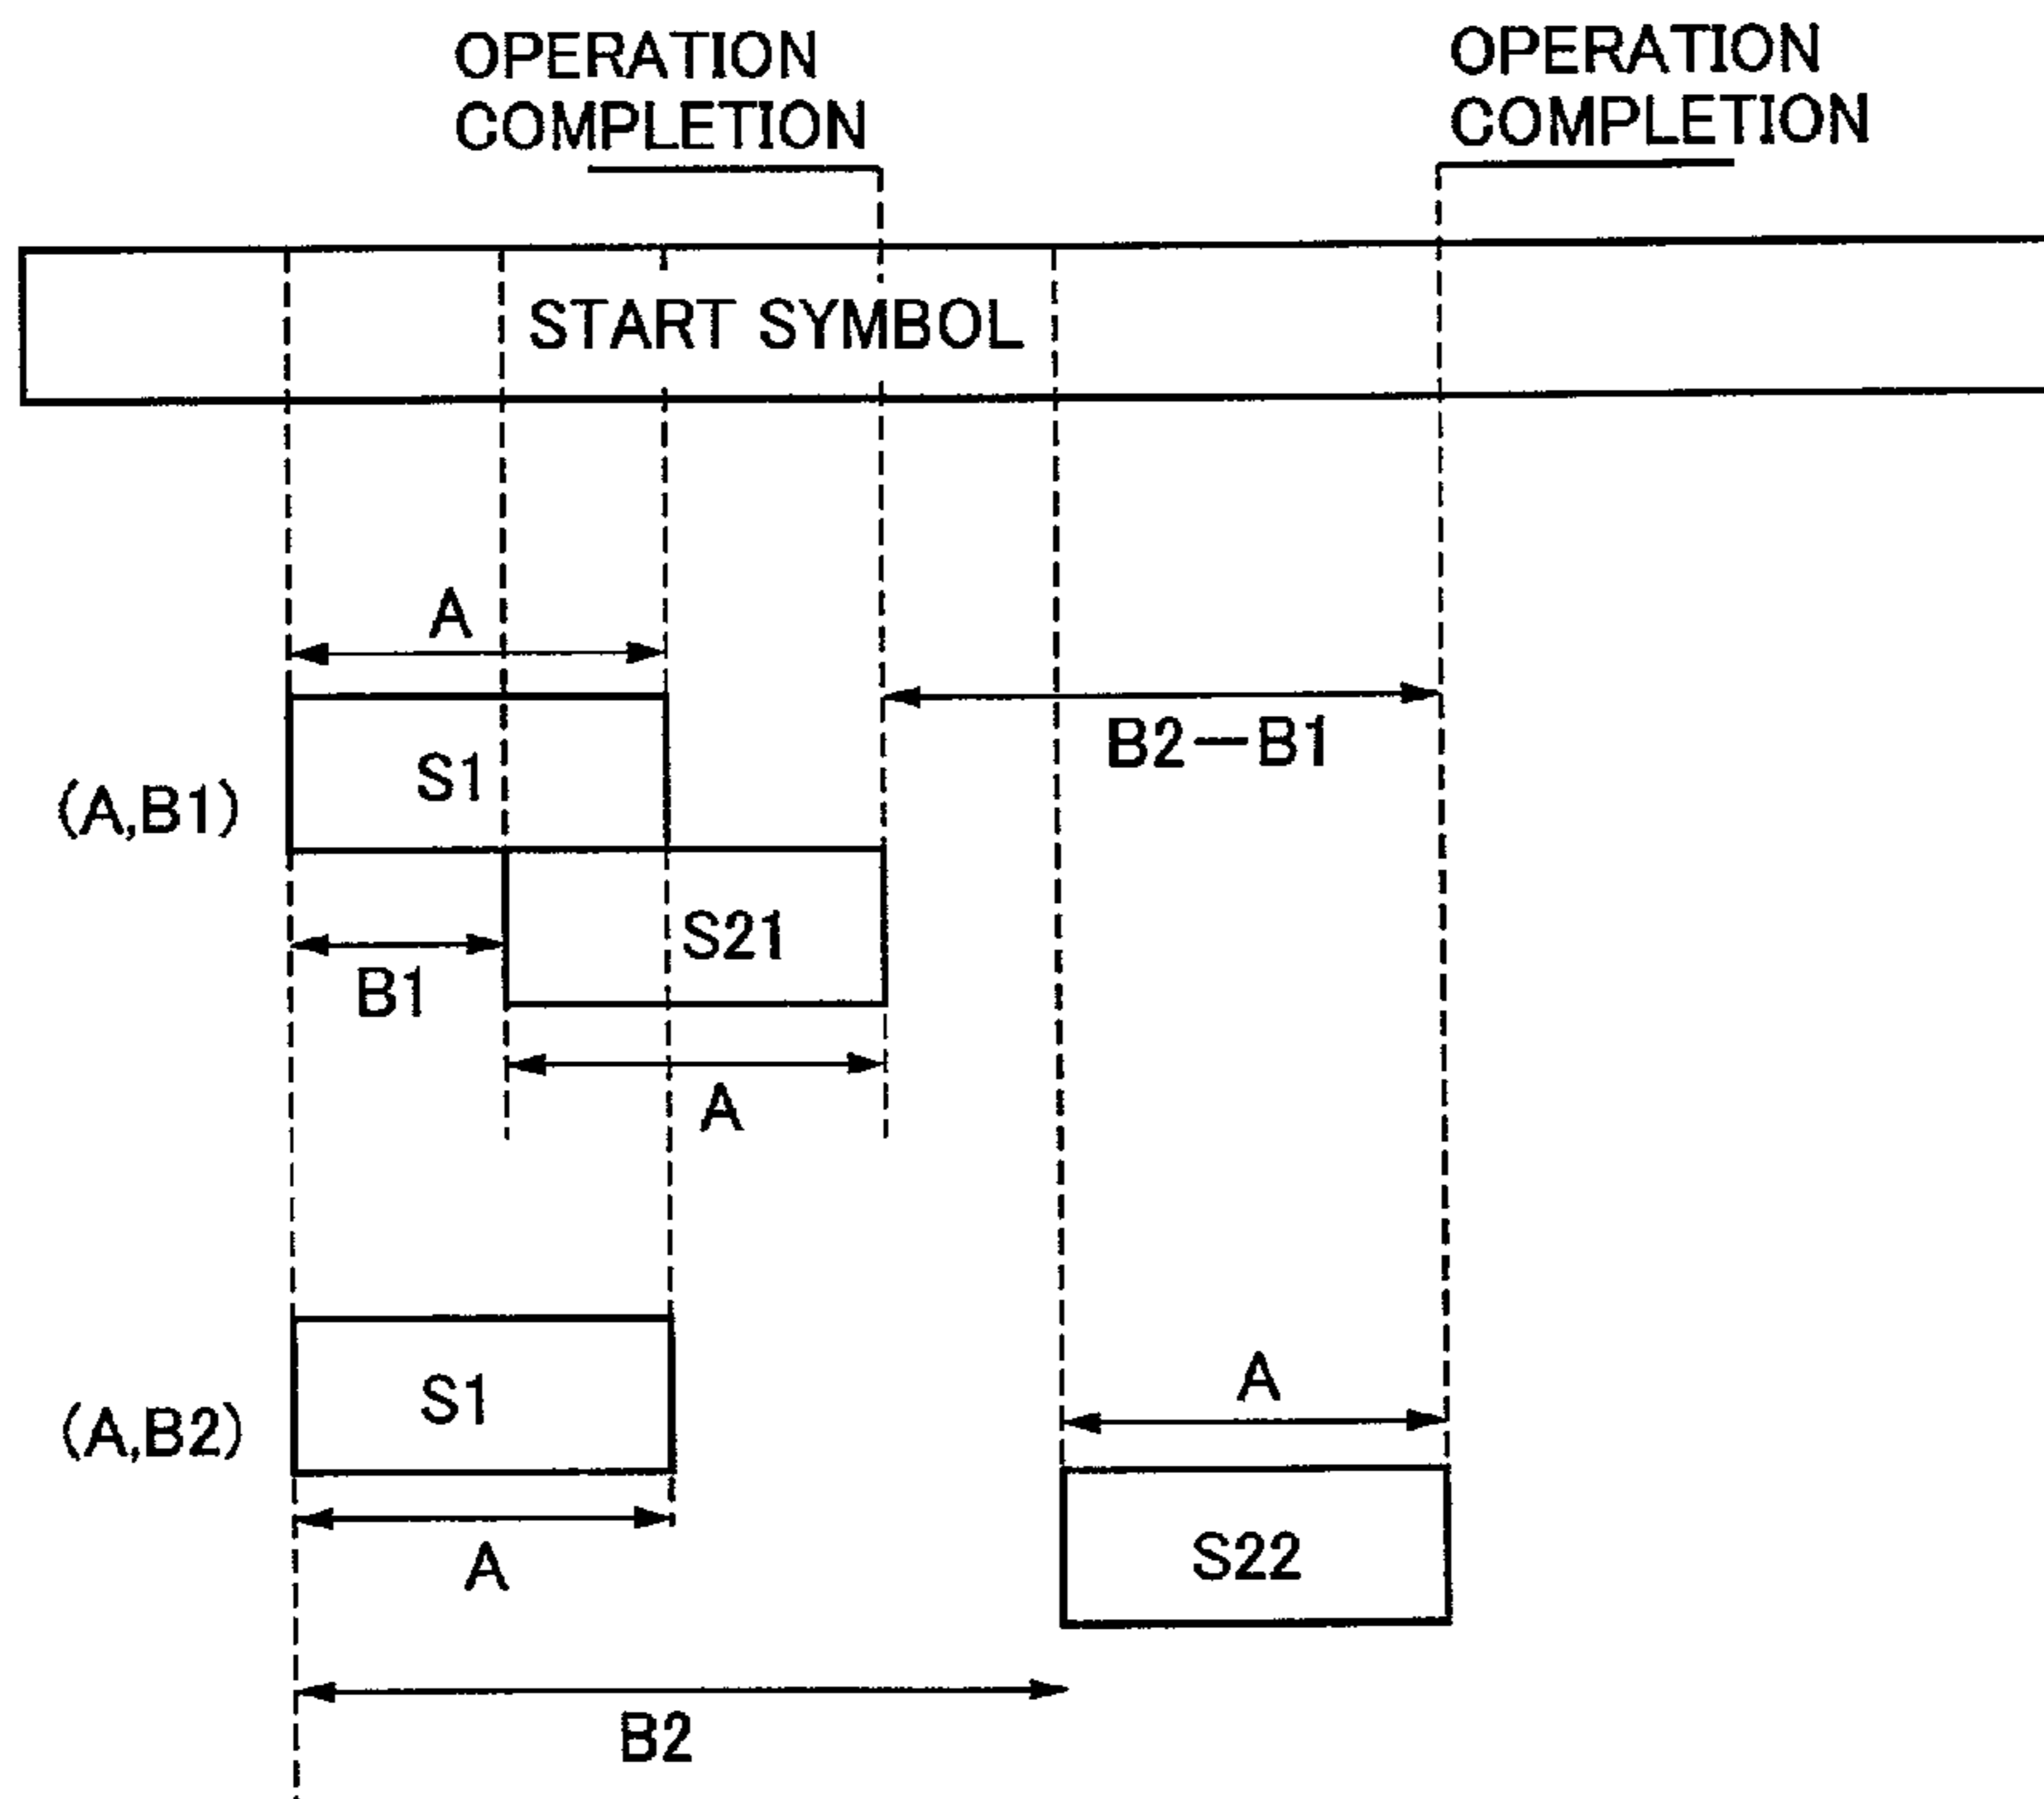 OPERATION
COMPLETION
OPERATION
COMPLETION
START SYMBOL
A
S1
B2−B1
(A,B1)
S21
B1
A
A
S1
(A,B2)
A
S22
B2